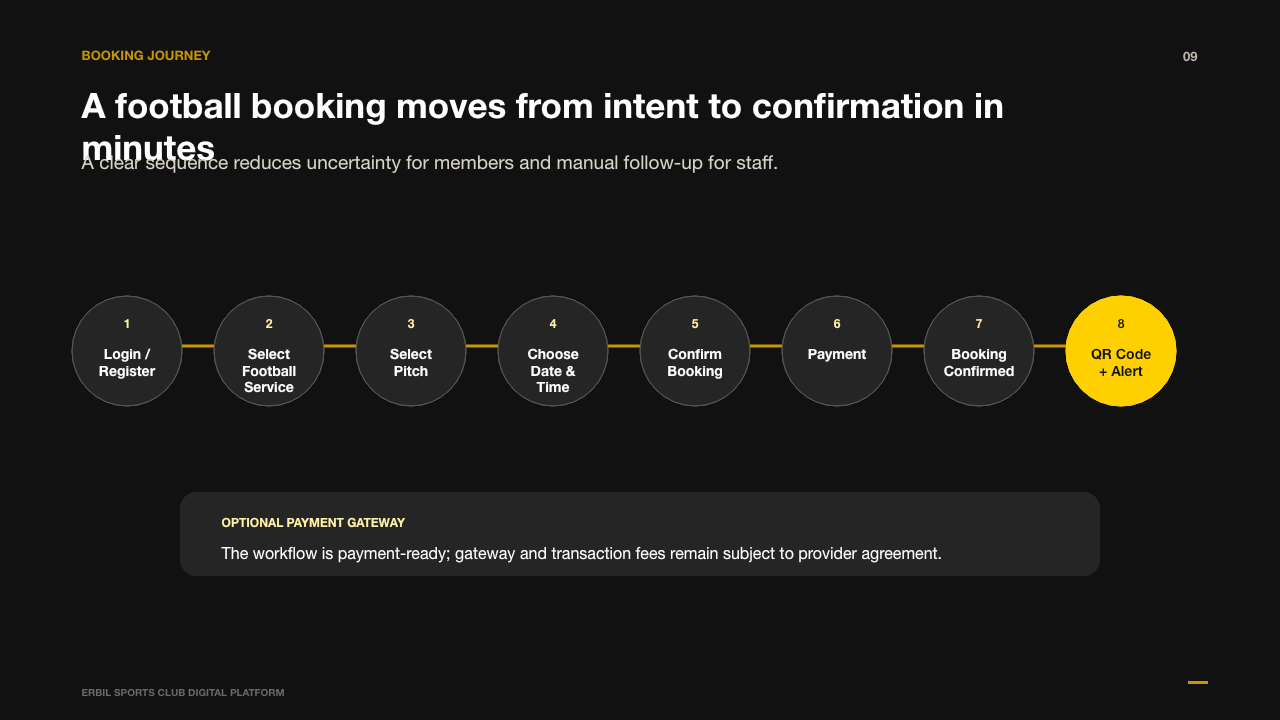 BOOKING JOURNEY
09
A football booking moves from intent to confirmation in
minutes
A clear sequence reduces uncertainty for members and manual follow-up for staff.
1
Login /
Register
2
Select
Football
Service
3
Select
Pitch
4
Choose
Date &
Time
5
Confirm
Booking
6
Payment
7
Booking
Confirmed
8
QR Code
+ Alert
OPTIONAL PAYMENT GATEWAY
The workflow is payment-ready; gateway and transaction fees remain subject to provider agreement.
ERBIL SPORTS CLUB DIGITAL PLATFORM